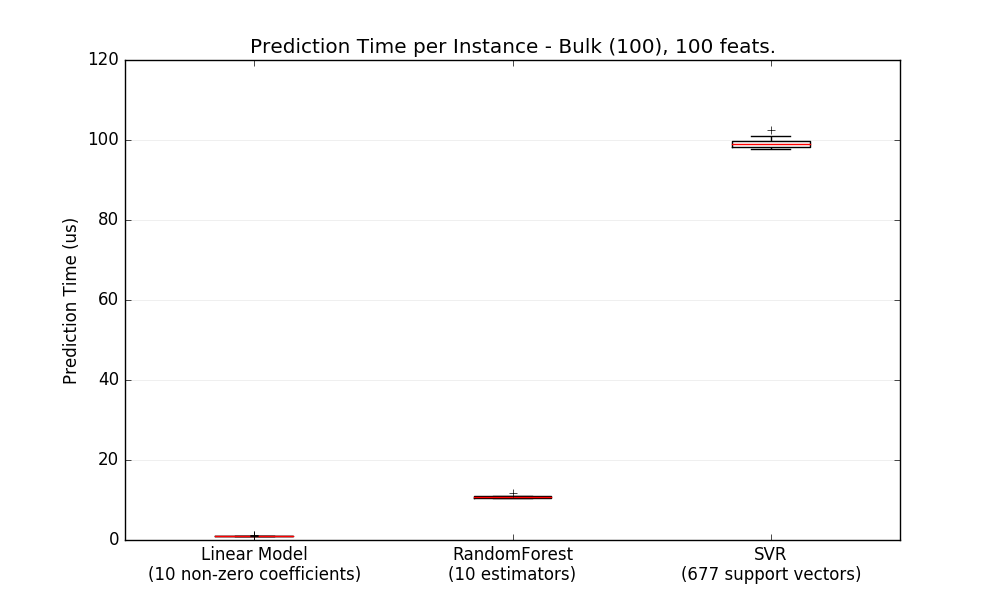 Prediction Time per Instance - Bulk (100), 100 feats.
120
100
80
60
40
20
0
Prediction Time (us)
Linear Model
(10 non-zero coefficients)
RandomForest
(10 estimators)
SVR
(677 support vectors)